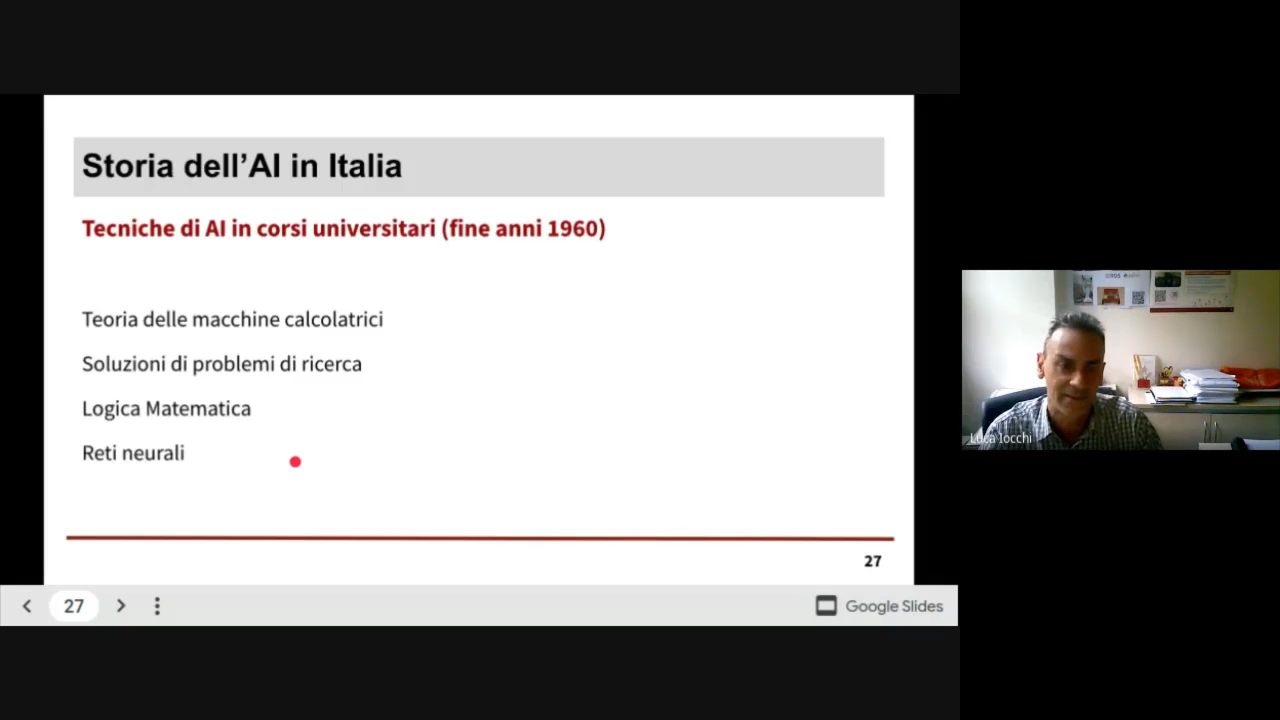 Storia dell’AI in Italia
Tecniche di AI in corsi universitari (fine anni 1960)
Teoria delle macchine calcolatrici
Soluzioni di problemi di ricerca
Logica Matematica
Reti neurali
27
27
Google Slides
Luca Iocchi